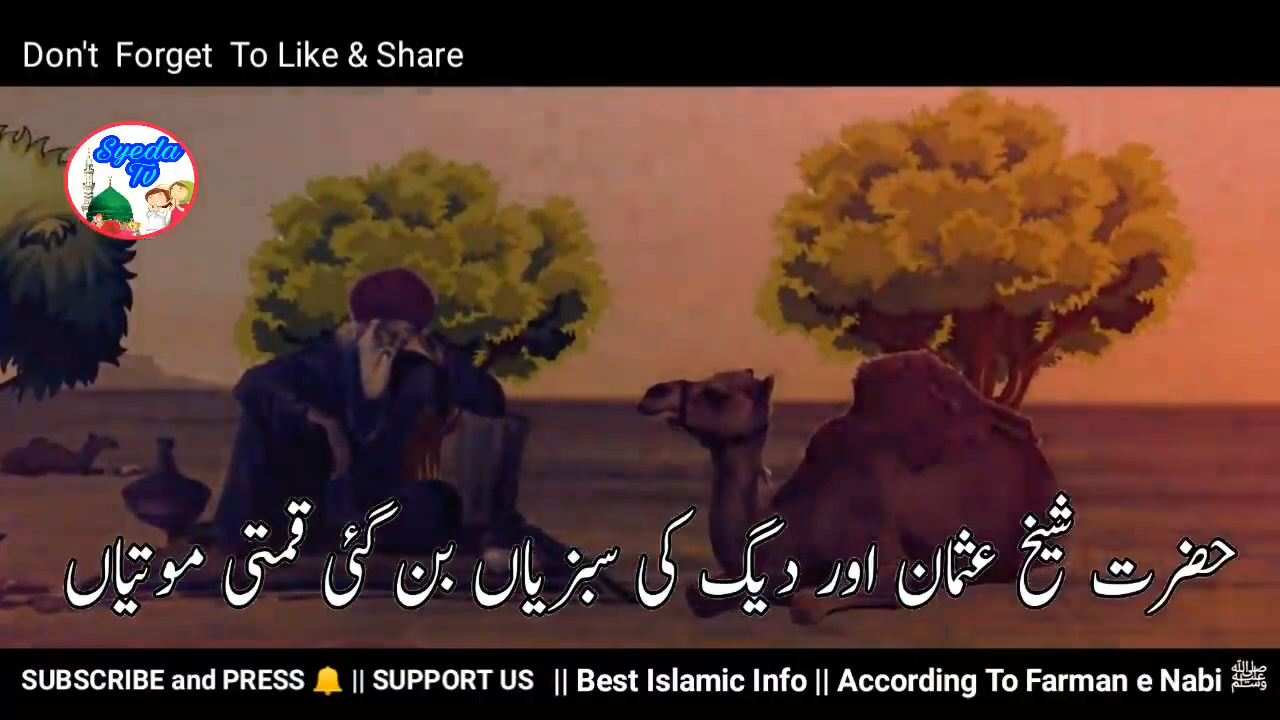 Don't Forget To Like & Share
Syeda
Tv
حضرت شیخ عثمان اور دیگ کی سبزیاں بن گئی قمتی موتیاں
SUBSCRIBE and PRESS 🔔 || SUPPORT US || Best Islamic Info || According To Farman e Nabi ﷺ